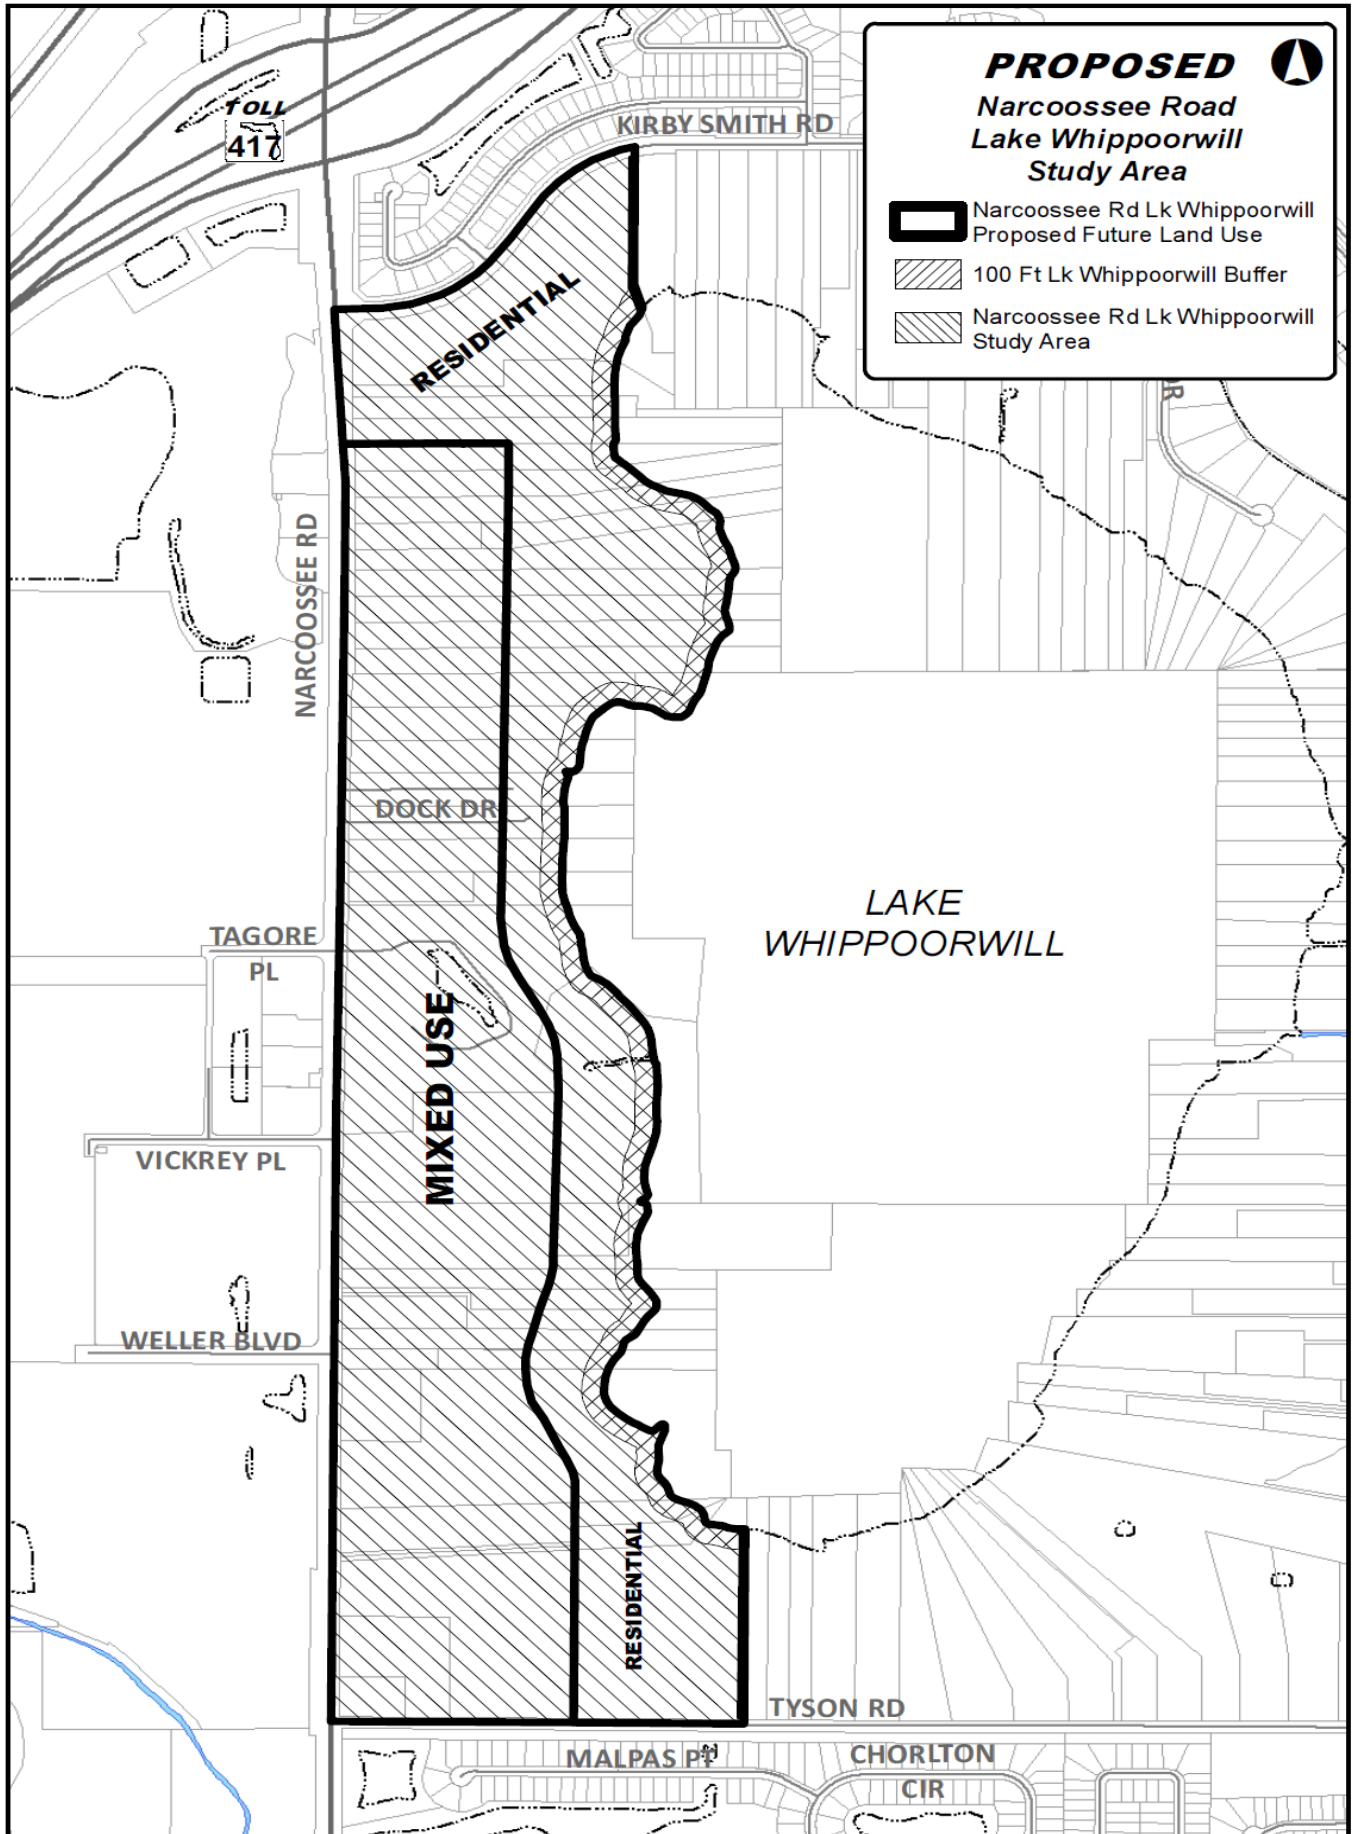 PROPOSED
Narcoossee Road
Lake Whippoorwill
Study Area
Narcoossee Rd Lk Whippoorwill
Proposed Future Land Use
100 Ft Lk Whippoorwill Buffer
Narcoossee Rd Lk Whippoorwill
Study Area
TOLL
417
KIRBY SMITH RD
RESIDENTIAL
DR
NARCOOSSEE RD
DOCK DR
LAKE
WHIPPOORWILL
TAGORE
PL
MIXED USE
VICKREY PL
WELLER BLVD
RESIDENTIAL
TYSON RD
MALPAS PT
CHORLTON
CIR